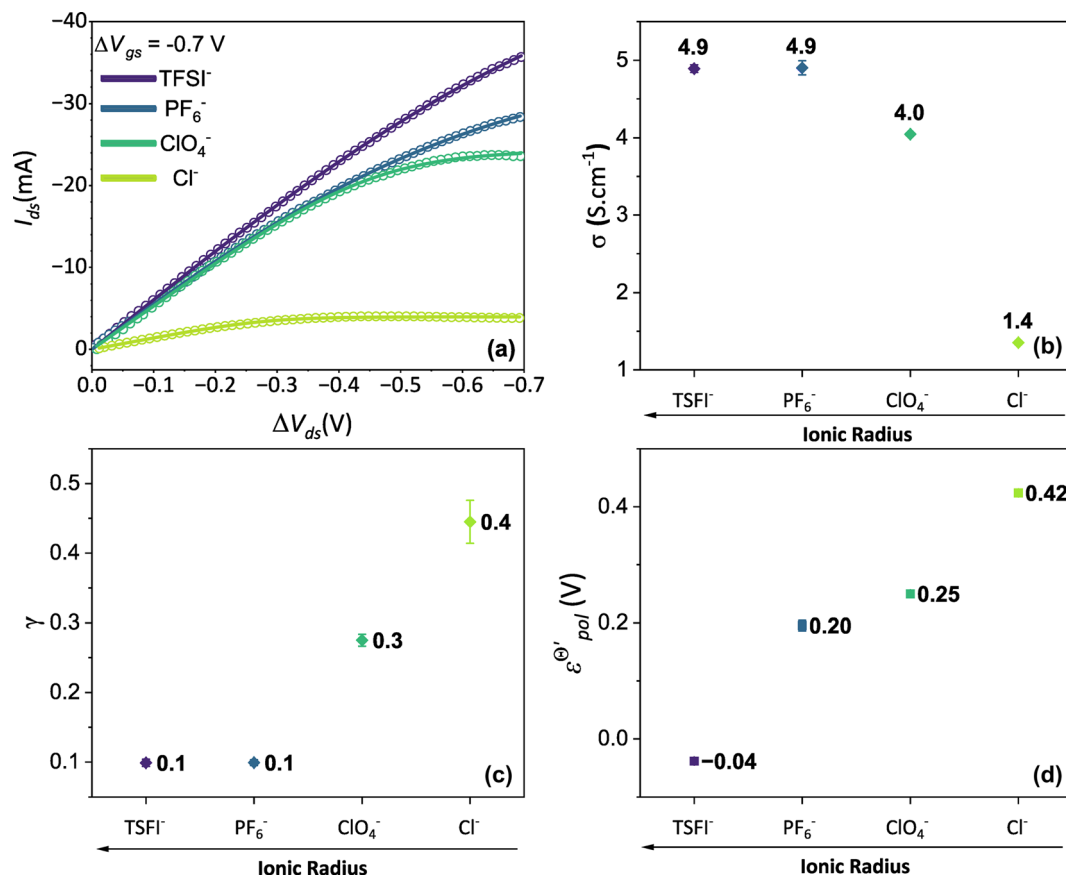 −40
ΔVgs = -0.7 V
TFSI⁻
PF₆⁻
ClO₄⁻
Cl⁻
−30
−20
−10
0
Ids(mA)
(a)
0.0 −0.1 −0.2 −0.3 −0.4 −0.5 −0.6 −0.7
ΔVds(V)
5
4
3
2
1
σ (S.cm⁻¹)
4.9 4.9
4.0
1.4
(b)
TSFI⁻ PF₆⁻ ClO₄⁻ Cl⁻
Ionic Radius
0.5
0.4
0.3
0.2
0.1
γ
0.4
0.3
0.1 0.1
(c)
TSFI⁻ PF₆⁻ ClO₄⁻ Cl⁻
Ionic Radius
0.4
0.2
0.0
ε^Θ′pol (V)
0.42
0.25
0.20
−0.04
(d)
TSFI⁻ PF₆⁻ ClO₄⁻ Cl⁻
Ionic Radius